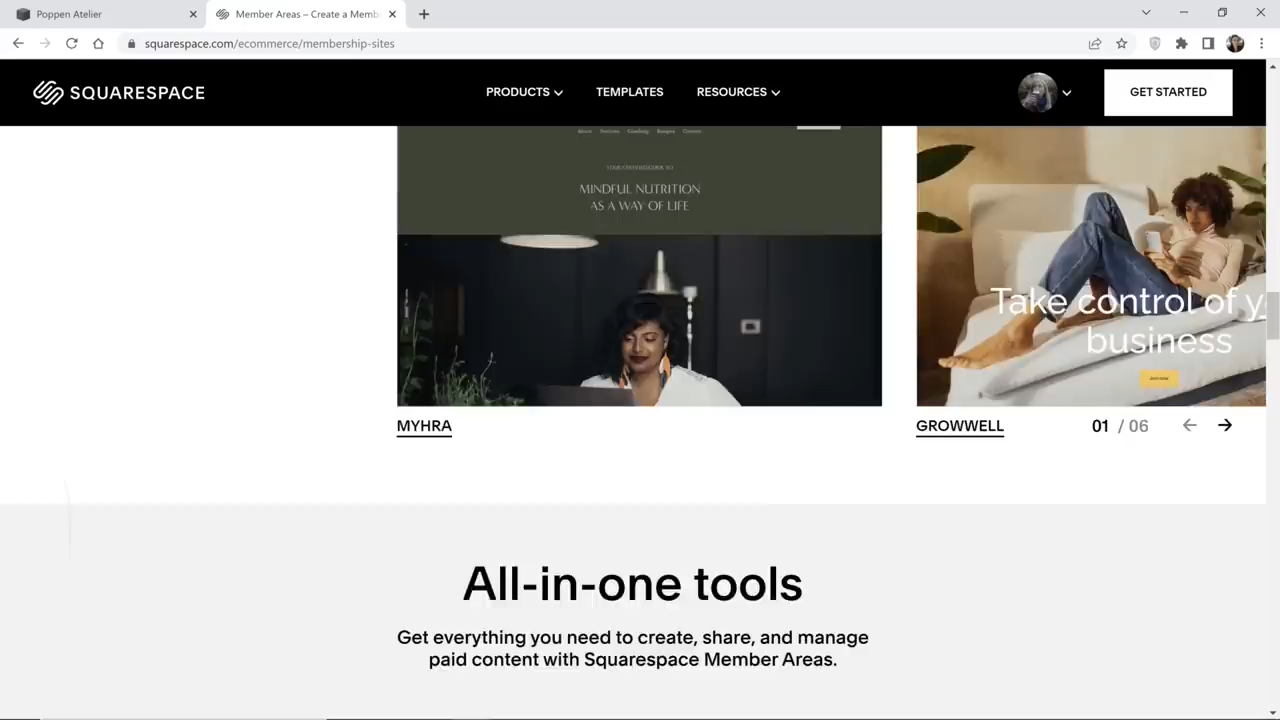 Poppen Atelier
Member Areas – Create a Memb
squarespace.com/ecommerce/membership-sites
SQUARESPACE
PRODUCTS
TEMPLATES
RESOURCES
GET STARTED
MINDFUL NUTRITION
AS A WAY OF LIFE
Take control of y
business
MYHRA
GROWWELL
01 / 06
All-in-one tools
Get everything you need to create, share, and manage
paid content with Squarespace Member Areas.